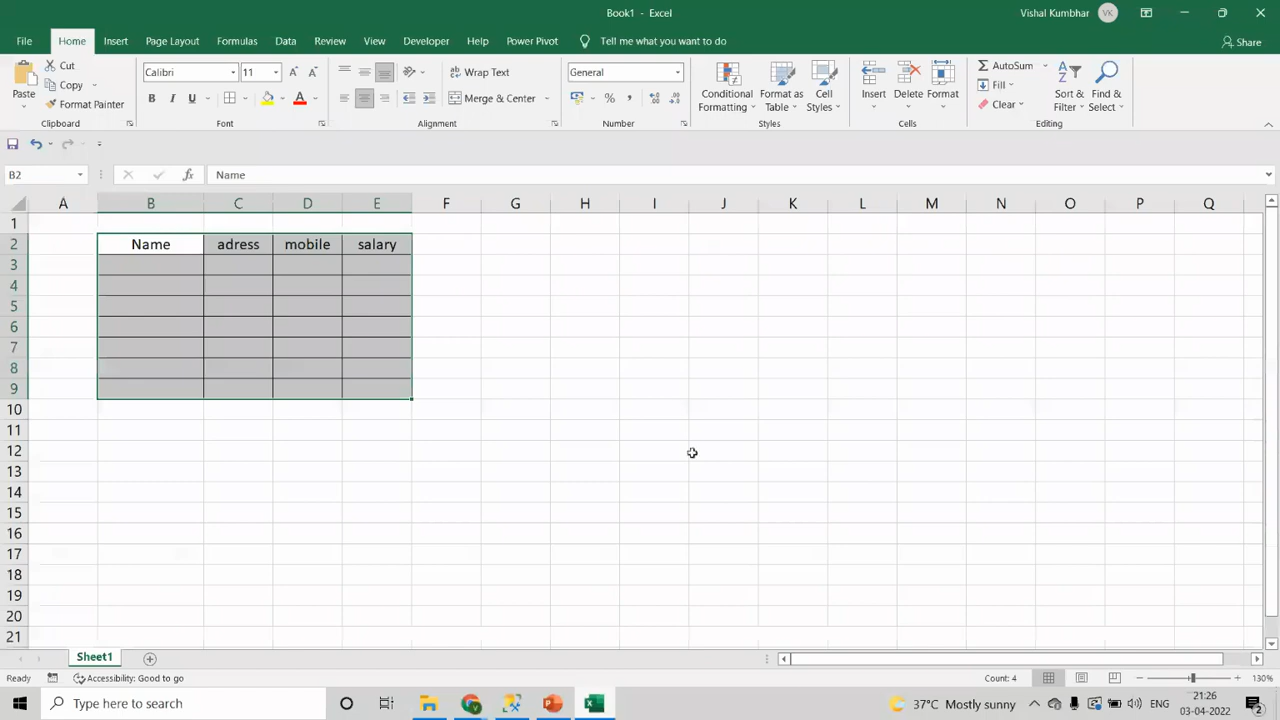 Book1 - Excel
Vishal Kumbhar VK
File Home Insert Page Layout Formulas Data Review View Developer Help Power Pivot Tell me what you want to do Share
Paste Cut Copy Format Painter Clipboard
Calibri 11 B I U A Font
Wrap Text Merge & Center Alignment
General % , Number
Conditional Formatting Format as Table Cell Styles Styles
Insert Delete Format Cells
AutoSum Fill Clear Sort & Filter Find & Select Editing
B2 fx Name
A B C D E F G H I J K L M N O P Q
1
2 Name adress mobile salary
3
4
5
6
7
8
9
10
11
12
13
14
15
16
17
18
19
20
21
Sheet1
Ready Accessibility: Good to go Count: 4 130%
Type here to search 37°C Mostly sunny ENG 21:26 03-04-2022 2